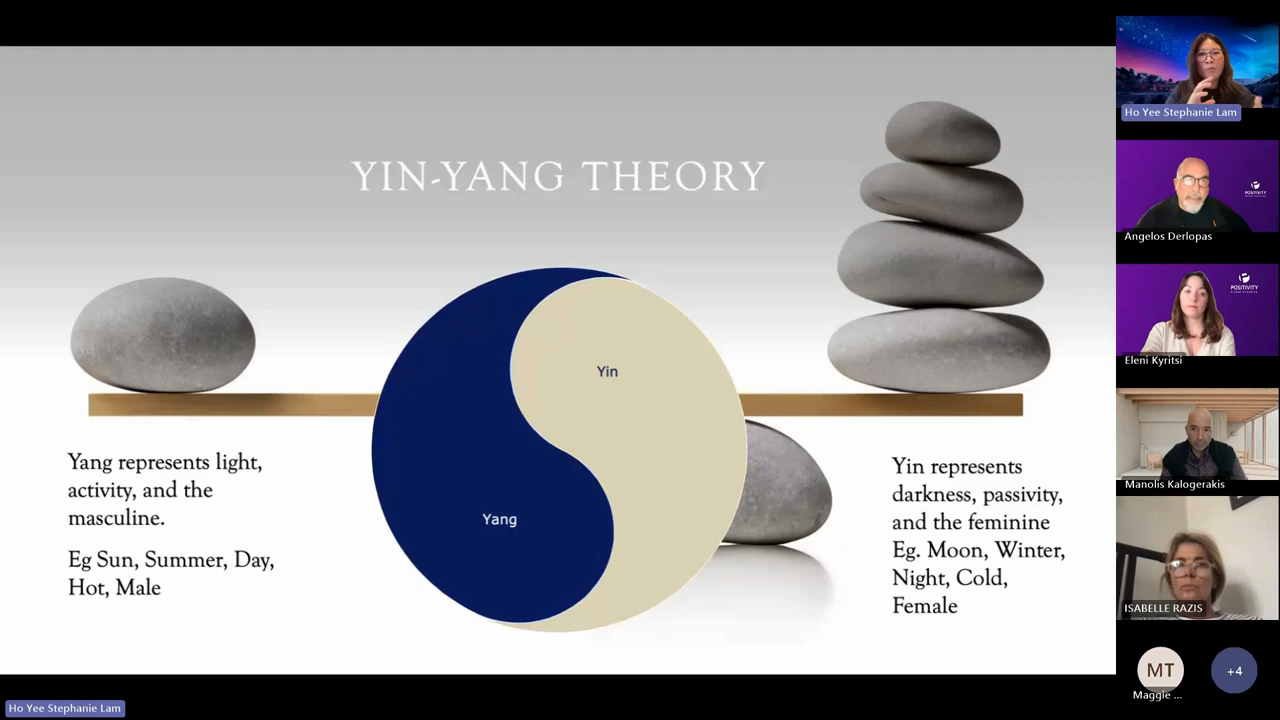 YIN-YANG THEORY
Yin
Yang
Yang represents light,
activity, and the
masculine.
Eg Sun, Summer, Day,
Hot, Male
Yin represents
darkness, passivity,
and the feminine
Eg. Moon, Winter,
Night, Cold,
Female
Ho Yee Stephanie Lam
POSITIVITY
Angelos Derlopas
POSITIVITY
Eleni Kyritsi
Manolis Kalogerakis
ISABELLE RAZIS
MT
+4
Maggie ...
Ho Yee Stephanie Lam